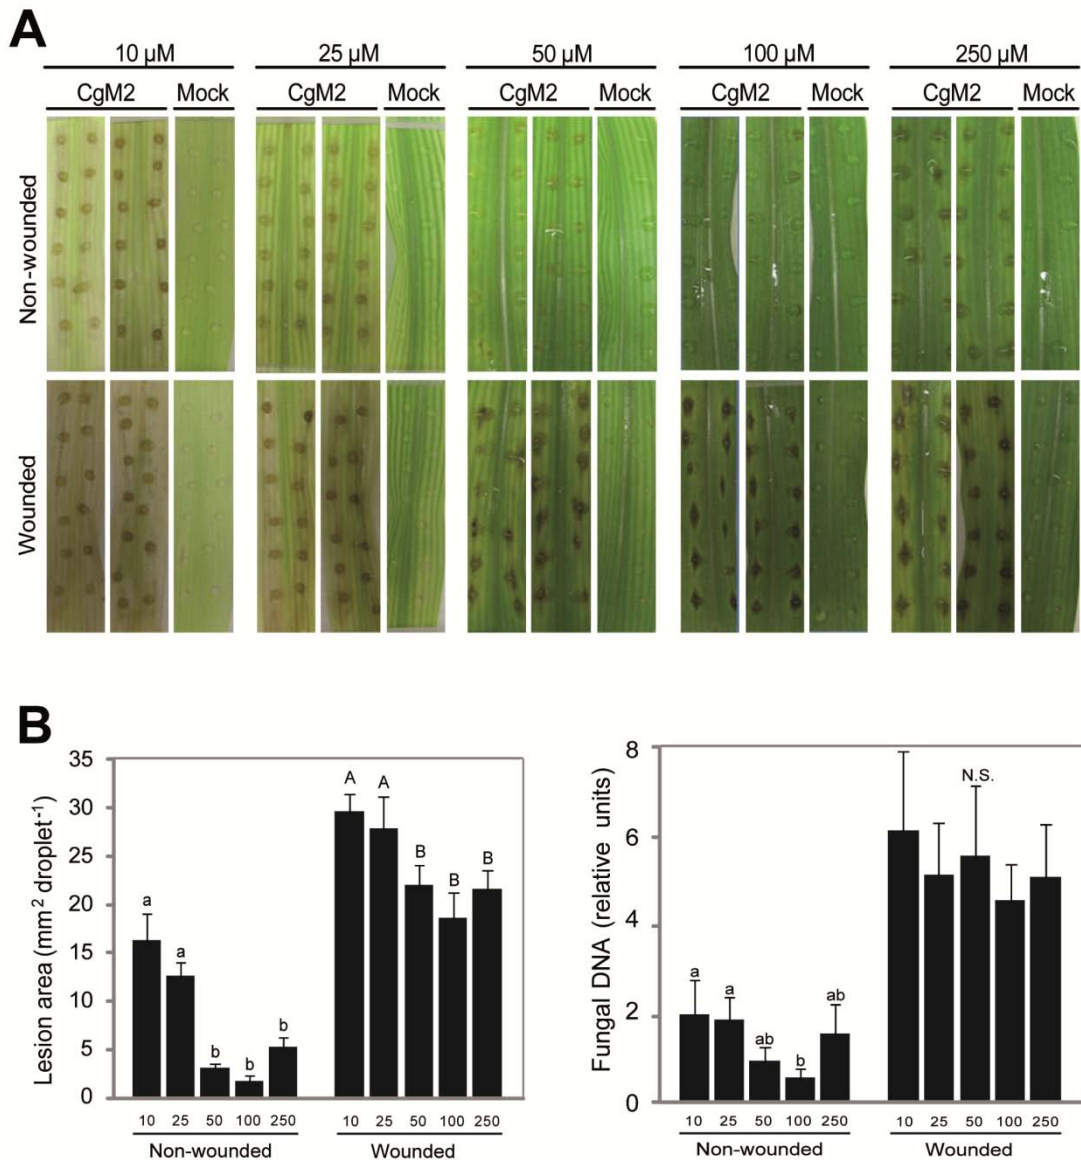 A
10 µM 25 µM 50 µM 100 µM 250 µM
CgM2 Mock CgM2 Mock CgM2 Mock CgM2 Mock CgM2 Mock
Non-wounded
Wounded
B
Lesion area (mm² droplet⁻¹)
35
30
25
20
15
10
5
0
a a b b b A A B B B
10 25 50 100 250 10 25 50 100 250
Non-wounded Wounded
Fungal DNA (relative units)
8
6
4
2
0
a a ab b ab N.S.
10 25 50 100 250 10 25 50 100 250
Non-wounded Wounded